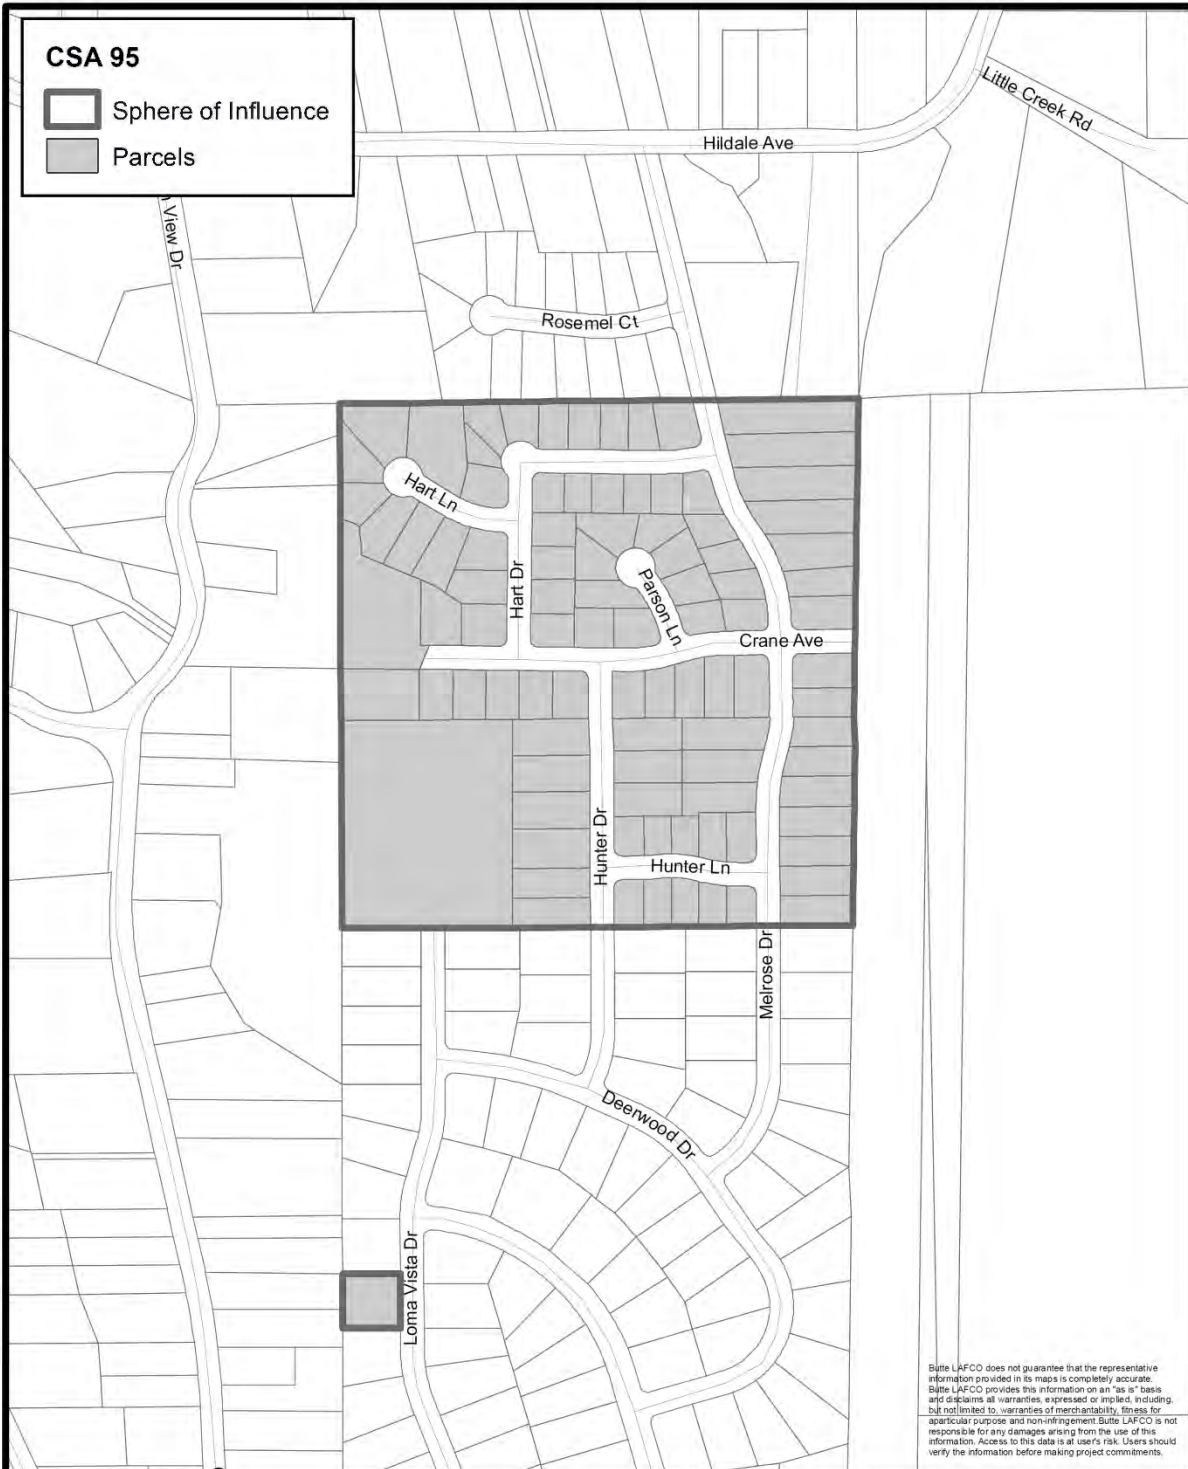 CSA 95
Sphere of Influence
Parcels
Little Creek Rd
Hildale Ave
View Dr
Rosemel Ct
Hart Ln
Hart Dr
Parson Ln
Crane Ave
Hunter Dr
Hunter Ln
Melrose Dr
Deerwood Dr
Loma Vista Dr
Butte LAFCO does not guarantee that the representative
information provided in its maps is completely accurate.
Butte LAFCO provides this information on an "as is" basis
and disclaims all warranties, expressed or implied, including,
but not limited to, warranties of merchantability, fitness for
aparticular purpose and non-infringement.Butte LAFCO is not
responsible for any damages arising from the use of this
information. Access to this data is at user's risk. Users should
verify the information before making project commitments.